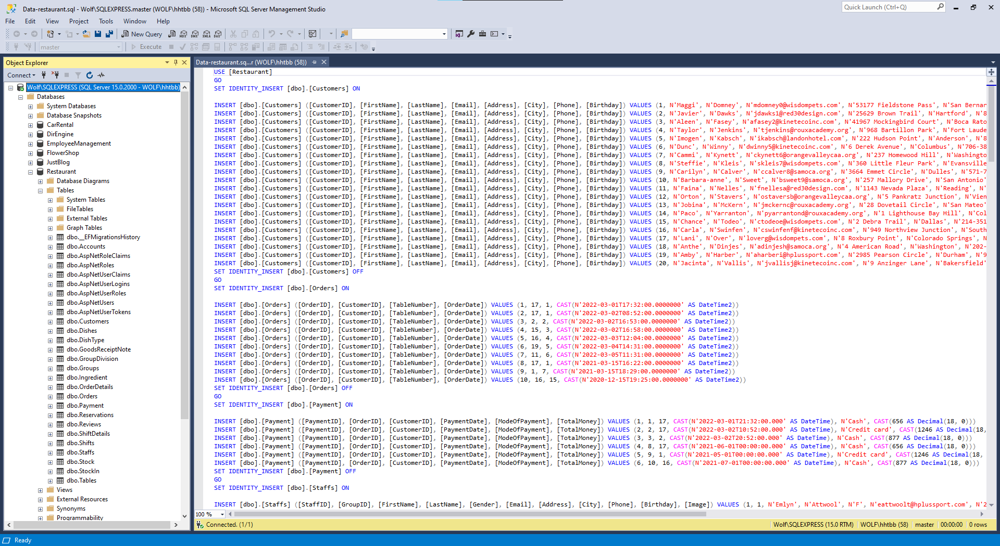 Data-restaurant.sql - Wolf\SQLEXPRESS.master (WOLF\hhtbb (58)) - Microsoft SQL Server Management Studio
Quick Launch (Ctrl+Q)
File Edit View Project Tools Window Help
New Query
MDX DMX XMLA DAX
master
Execute
Object Explorer
Connect
Wolf\SQLEXPRESS (SQL Server 15.0.2000 - WOLF\hhtbb)
Databases
System Databases
Database Snapshots
CarRental
DirEngine
EmployeeManagement
FlowerShop
JustBlog
Restaurant
Database Diagrams
Tables
System Tables
FileTables
External Tables
Graph Tables
dbo.__EFMigrationsHistory
dbo.Accounts
dbo.AspNetRoleClaims
dbo.AspNetRoles
dbo.AspNetUserClaims
dbo.AspNetUserLogins
dbo.AspNetUserRoles
dbo.AspNetUsers
dbo.AspNetUserTokens
dbo.Customers
dbo.Dishes
dbo.DishType
dbo.GoodsReceiptNote
dbo.GroupDivision
dbo.Groups
dbo.Ingredient
dbo.OrderDetails
dbo.Orders
dbo.Payment
dbo.Reservations
dbo.Reviews
dbo.ShiftDetails
dbo.Shifts
dbo.Staffs
dbo.Stock
dbo.StockIn
dbo.Tables
Views
External Resources
Synonyms
Programmability
Data-restaurant.sq...r (WOLF\hhtbb (58))
USE [Restaurant]
GO
SET IDENTITY_INSERT [dbo].[Customers] ON
INSERT [dbo].[Customers] ([CustomerID], [FirstName], [LastName], [Email], [Address], [City], [Phone], [Birthday]) VALUES (1, N'Maggi', N'Domney', N'mdomney0@wisdompets.com', N'53177 Fieldstone Pass', N'San Bernar
INSERT [dbo].[Customers] ([CustomerID], [FirstName], [LastName], [Email], [Address], [City], [Phone], [Birthday]) VALUES (2, N'Javier', N'Dawks', N'jdawks1@red30design.com', N'25629 Brown Trail', N'Hartford', N'8
INSERT [dbo].[Customers] ([CustomerID], [FirstName], [LastName], [Email], [Address], [City], [Phone], [Birthday]) VALUES (3, N'Aleen', N'Fasey', N'afasey2@kinetecoinc.com', N'41967 Mockingbird Court', N'Boca Rato
INSERT [dbo].[Customers] ([CustomerID], [FirstName], [LastName], [Email], [Address], [City], [Phone], [Birthday]) VALUES (4, N'Taylor', N'Jenkins', N'tjenkins@rouxacademy.org', N'968 Bartillon Park', N'Fort Laude
INSERT [dbo].[Customers] ([CustomerID], [FirstName], [LastName], [Email], [Address], [City], [Phone], [Birthday]) VALUES (5, N'Imogen', N'Kabsch', N'ikabsch@landonhotel.com', N'222 Hudson Point', N'Anderson', N'8
INSERT [dbo].[Customers] ([CustomerID], [FirstName], [LastName], [Email], [Address], [City], [Phone], [Birthday]) VALUES (6, N'Dunc', N'Winny', N'dwinny5@kinetecoinc.com', N'6 Derek Avenue', N'Columbus', N'706-38
INSERT [dbo].[Customers] ([CustomerID], [FirstName], [LastName], [Email], [Address], [City], [Phone], [Birthday]) VALUES (7, N'Cammi', N'Kynett', N'ckynett6@orangevalleycaa.org', N'237 Homewood Hill', N'Washingto
INSERT [dbo].[Customers] ([CustomerID], [FirstName], [LastName], [Email], [Address], [City], [Phone], [Birthday]) VALUES (8, N'Steffie', N'Kleis', N'skleis7@wisdompets.com', N'360 Little Fleur Park', N'Evansville
INSERT [dbo].[Customers] ([CustomerID], [FirstName], [LastName], [Email], [Address], [City], [Phone], [Birthday]) VALUES (9, N'Carilyn', N'Calver', N'ccalver8@samoca.org', N'3664 Emmet Circle', N'Dulles', N'571-7
INSERT [dbo].[Customers] ([CustomerID], [FirstName], [LastName], [Email], [Address], [City], [Phone], [Birthday]) VALUES (10, N'Barbara-anne', N'Sweet', N'bsweet9@samoca.org', N'257 Mallory Drive', N'San Antonio'
INSERT [dbo].[Customers] ([CustomerID], [FirstName], [LastName], [Email], [Address], [City], [Phone], [Birthday]) VALUES (11, N'Faina', N'Nelles', N'fnellesa@red30design.com', N'1143 Nevada Plaza', N'Reading', N'
INSERT [dbo].[Customers] ([CustomerID], [FirstName], [LastName], [Email], [Address], [City], [Phone], [Birthday]) VALUES (12, N'Orton', N'Stavers', N'ostaversb@orangevalleycaa.org', N'5 Pankratz Junction', N'Vien
INSERT [dbo].[Customers] ([CustomerID], [FirstName], [LastName], [Email], [Address], [City], [Phone], [Birthday]) VALUES (13, N'Jobina', N'McKern', N'jmckernc@rouxacademy.org', N'28 Dovetail Circle', N'San Mateo'
INSERT [dbo].[Customers] ([CustomerID], [FirstName], [LastName], [Email], [Address], [City], [Phone], [Birthday]) VALUES (14, N'Paco', N'Yarranton', N'pyarrantond@rouxacademy.org', N'1 Lighthouse Bay Hill', N'Col
INSERT [dbo].[Customers] ([CustomerID], [FirstName], [LastName], [Email], [Address], [City], [Phone], [Birthday]) VALUES (15, N'Chance', N'Todeo', N'ctodeoe@wisdompets.com', N'2 Debra Trail', N'Dallas', N'214-351
INSERT [dbo].[Customers] ([CustomerID], [FirstName], [LastName], [Email], [Address], [City], [Phone], [Birthday]) VALUES (16, N'Carla', N'Swinfen', N'cswinfenf@kinetecoinc.com', N'949 Northview Junction', N'South
INSERT [dbo].[Customers] ([CustomerID], [FirstName], [LastName], [Email], [Address], [City], [Phone], [Birthday]) VALUES (17, N'Lani', N'Over', N'loverg@wisdompets.com', N'8 Roxbury Point', N'Colorado Springs', N
INSERT [dbo].[Customers] ([CustomerID], [FirstName], [LastName], [Email], [Address], [City], [Phone], [Birthday]) VALUES (18, N'Anthe', N'Dinjes', N'adinjesh@samoca.org', N'4 American Road', N'Washington', N'202-
INSERT [dbo].[Customers] ([CustomerID], [FirstName], [LastName], [Email], [Address], [City], [Phone], [Birthday]) VALUES (19, N'Amby', N'Harber', N'aharberi@hplussport.com', N'2985 Pearson Circle', N'Durham', N'9
INSERT [dbo].[Customers] ([CustomerID], [FirstName], [LastName], [Email], [Address], [City], [Phone], [Birthday]) VALUES (20, N'Jacinta', N'Vallis', N'jvallisj@kinetecoinc.com', N'9 Anzinger Lane', N'Bakersfield'
SET IDENTITY_INSERT [dbo].[Customers] OFF
GO
SET IDENTITY_INSERT [dbo].[Orders] ON
INSERT [dbo].[Orders] ([OrderID], [CustomerID], [TableNumber], [OrderDate]) VALUES (1, 17, 1, CAST(N'2022-03-01T17:32:00.0000000' AS DateTime2))
INSERT [dbo].[Orders] ([OrderID], [CustomerID], [TableNumber], [OrderDate]) VALUES (2, 17, 1, CAST(N'2022-03-02T08:52:00.0000000' AS DateTime2))
INSERT [dbo].[Orders] ([OrderID], [CustomerID], [TableNumber], [OrderDate]) VALUES (3, 2, 2, CAST(N'2022-03-02T16:53:00.0000000' AS DateTime2))
INSERT [dbo].[Orders] ([OrderID], [CustomerID], [TableNumber], [OrderDate]) VALUES (4, 15, 3, CAST(N'2022-03-02T16:58:00.0000000' AS DateTime2))
INSERT [dbo].[Orders] ([OrderID], [CustomerID], [TableNumber], [OrderDate]) VALUES (5, 16, 4, CAST(N'2022-03-03T12:04:00.0000000' AS DateTime2))
INSERT [dbo].[Orders] ([OrderID], [CustomerID], [TableNumber], [OrderDate]) VALUES (6, 19, 5, CAST(N'2022-03-04T14:31:00.0000000' AS DateTime2))
INSERT [dbo].[Orders] ([OrderID], [CustomerID], [TableNumber], [OrderDate]) VALUES (7, 11, 6, CAST(N'2022-03-05T11:31:00.0000000' AS DateTime2))
INSERT [dbo].[Orders] ([OrderID], [CustomerID], [TableNumber], [OrderDate]) VALUES (8, 17, 1, CAST(N'2021-03-15T16:22:00.0000000' AS DateTime2))
INSERT [dbo].[Orders] ([OrderID], [CustomerID], [TableNumber], [OrderDate]) VALUES (9, 1, 7, CAST(N'2021-03-15T18:29:00.0000000' AS DateTime2))
INSERT [dbo].[Orders] ([OrderID], [CustomerID], [TableNumber], [OrderDate]) VALUES (10, 16, 15, CAST(N'2020-12-15T19:25:00.0000000' AS DateTime2))
SET IDENTITY_INSERT [dbo].[Orders] OFF
GO
SET IDENTITY_INSERT [dbo].[Payment] ON
INSERT [dbo].[Payment] ([PaymentID], [OrderID], [CustomerID], [PaymentDate], [ModeOfPayment], [TotalMoney]) VALUES (1, 1, 17, CAST(N'2022-03-01T21:32:00.000' AS DateTime), N'Cash', CAST(656 AS Decimal(18, 0)))
INSERT [dbo].[Payment] ([PaymentID], [OrderID], [CustomerID], [PaymentDate], [ModeOfPayment], [TotalMoney]) VALUES (2, 2, 17, CAST(N'2022-03-02T10:52:00.000' AS DateTime), N'Credit card', CAST(1246 AS Decimal(18,
INSERT [dbo].[Payment] ([PaymentID], [OrderID], [CustomerID], [PaymentDate], [ModeOfPayment], [TotalMoney]) VALUES (3, 3, 2, CAST(N'2022-03-02T20:52:00.000' AS DateTime), N'Cash', CAST(877 AS Decimal(18, 0)))
INSERT [dbo].[Payment] ([PaymentID], [OrderID], [CustomerID], [PaymentDate], [ModeOfPayment], [TotalMoney]) VALUES (4, 8, 17, CAST(N'2021-06-01T00:00:00.000' AS DateTime), N'Cash', CAST(656 AS Decimal(18, 0)))
INSERT [dbo].[Payment] ([PaymentID], [OrderID], [CustomerID], [PaymentDate], [ModeOfPayment], [TotalMoney]) VALUES (5, 9, 1, CAST(N'2021-05-01T00:00:00.000' AS DateTime), N'Credit card', CAST(1246 AS Decimal(18,
INSERT [dbo].[Payment] ([PaymentID], [OrderID], [CustomerID], [PaymentDate], [ModeOfPayment], [TotalMoney]) VALUES (6, 10, 16, CAST(N'2021-07-01T00:00:00.000' AS DateTime), N'Cash', CAST(877 AS Decimal(18, 0)))
SET IDENTITY_INSERT [dbo].[Payment] OFF
GO
SET IDENTITY_INSERT [dbo].[Staffs] ON
INSERT [dbo].[Staffs] ([StaffID], [GroupID], [FirstName], [LastName], [Gender], [Email], [Address], [City], [Phone], [Birthday], [Image]) VALUES (1, 1, N'Emlyn', N'Attwool', N'F', N'eattwoolt@hplussport.com', N'2
100 %
Connected. (1/1)
Wolf\SQLEXPRESS (15.0 RTM) WOLF\hhtbb (58) master 00:00:00 0 rows
Ready